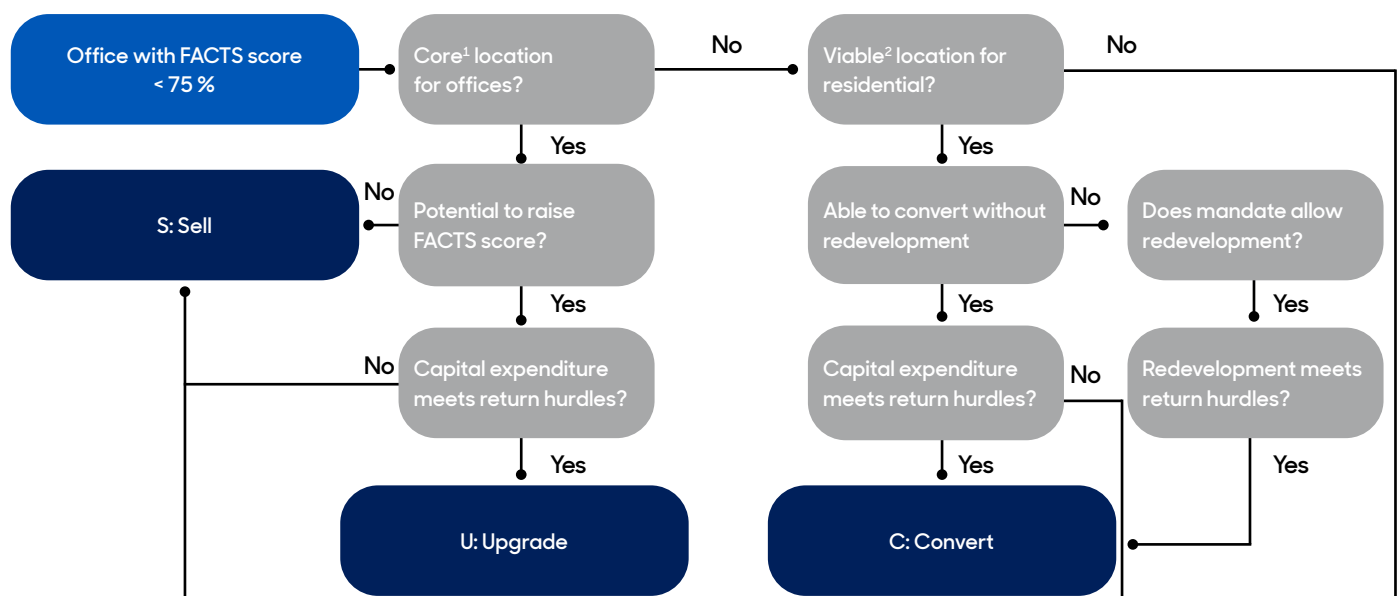 Office with FACTS score
< 75 %
Core¹ location
for offices?
No
Viable² location for
residential?
No
Yes
Yes
S: Sell
No
Potential to raise
FACTS score?
Able to convert without
redevelopment
No
Does mandate allow
redevelopment?
Yes
Yes
Yes
No
Capital expenditure
meets return hurdles?
Capital expenditure
meets return hurdles?
No
Redevelopment meets
return hurdles?
Yes
Yes
Yes
U: Upgrade
C: Convert